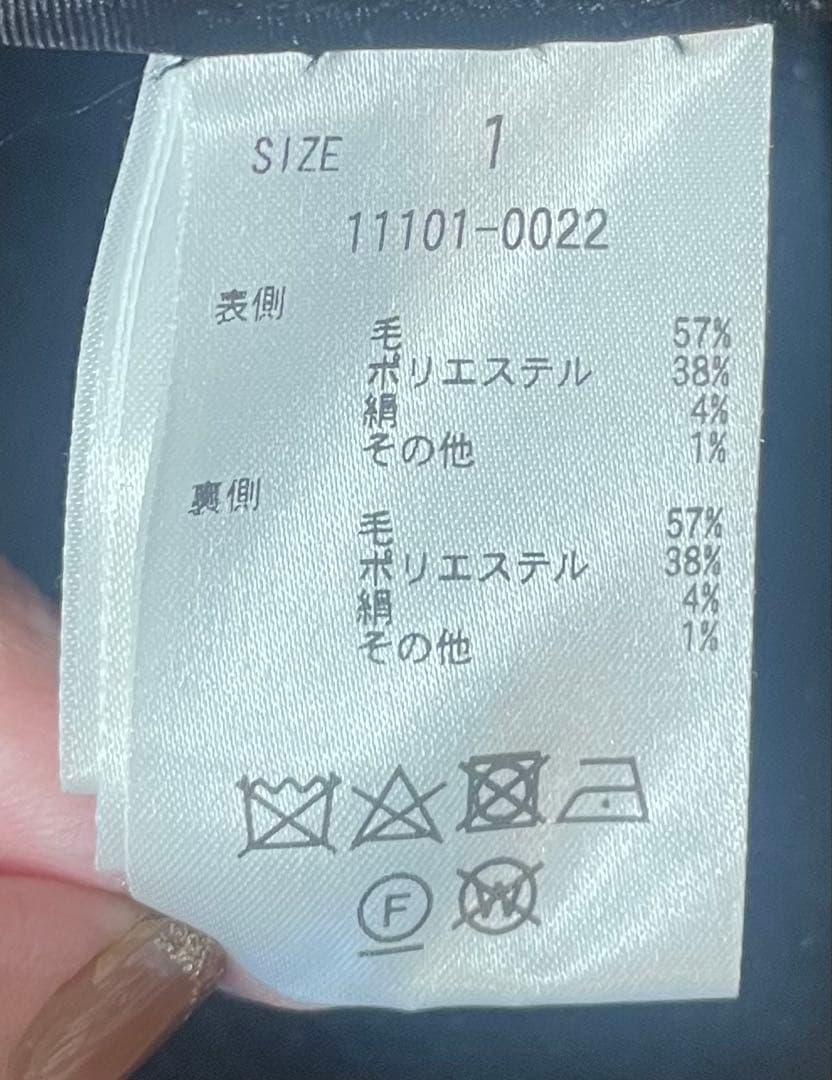 SIZE 1
11101-0022
表側
毛 57%
ポリエステル 38%
絹 4%
その他 1%
裏側
毛 57%
ポリエステル 38%
絹 4%
その他 1%
F W